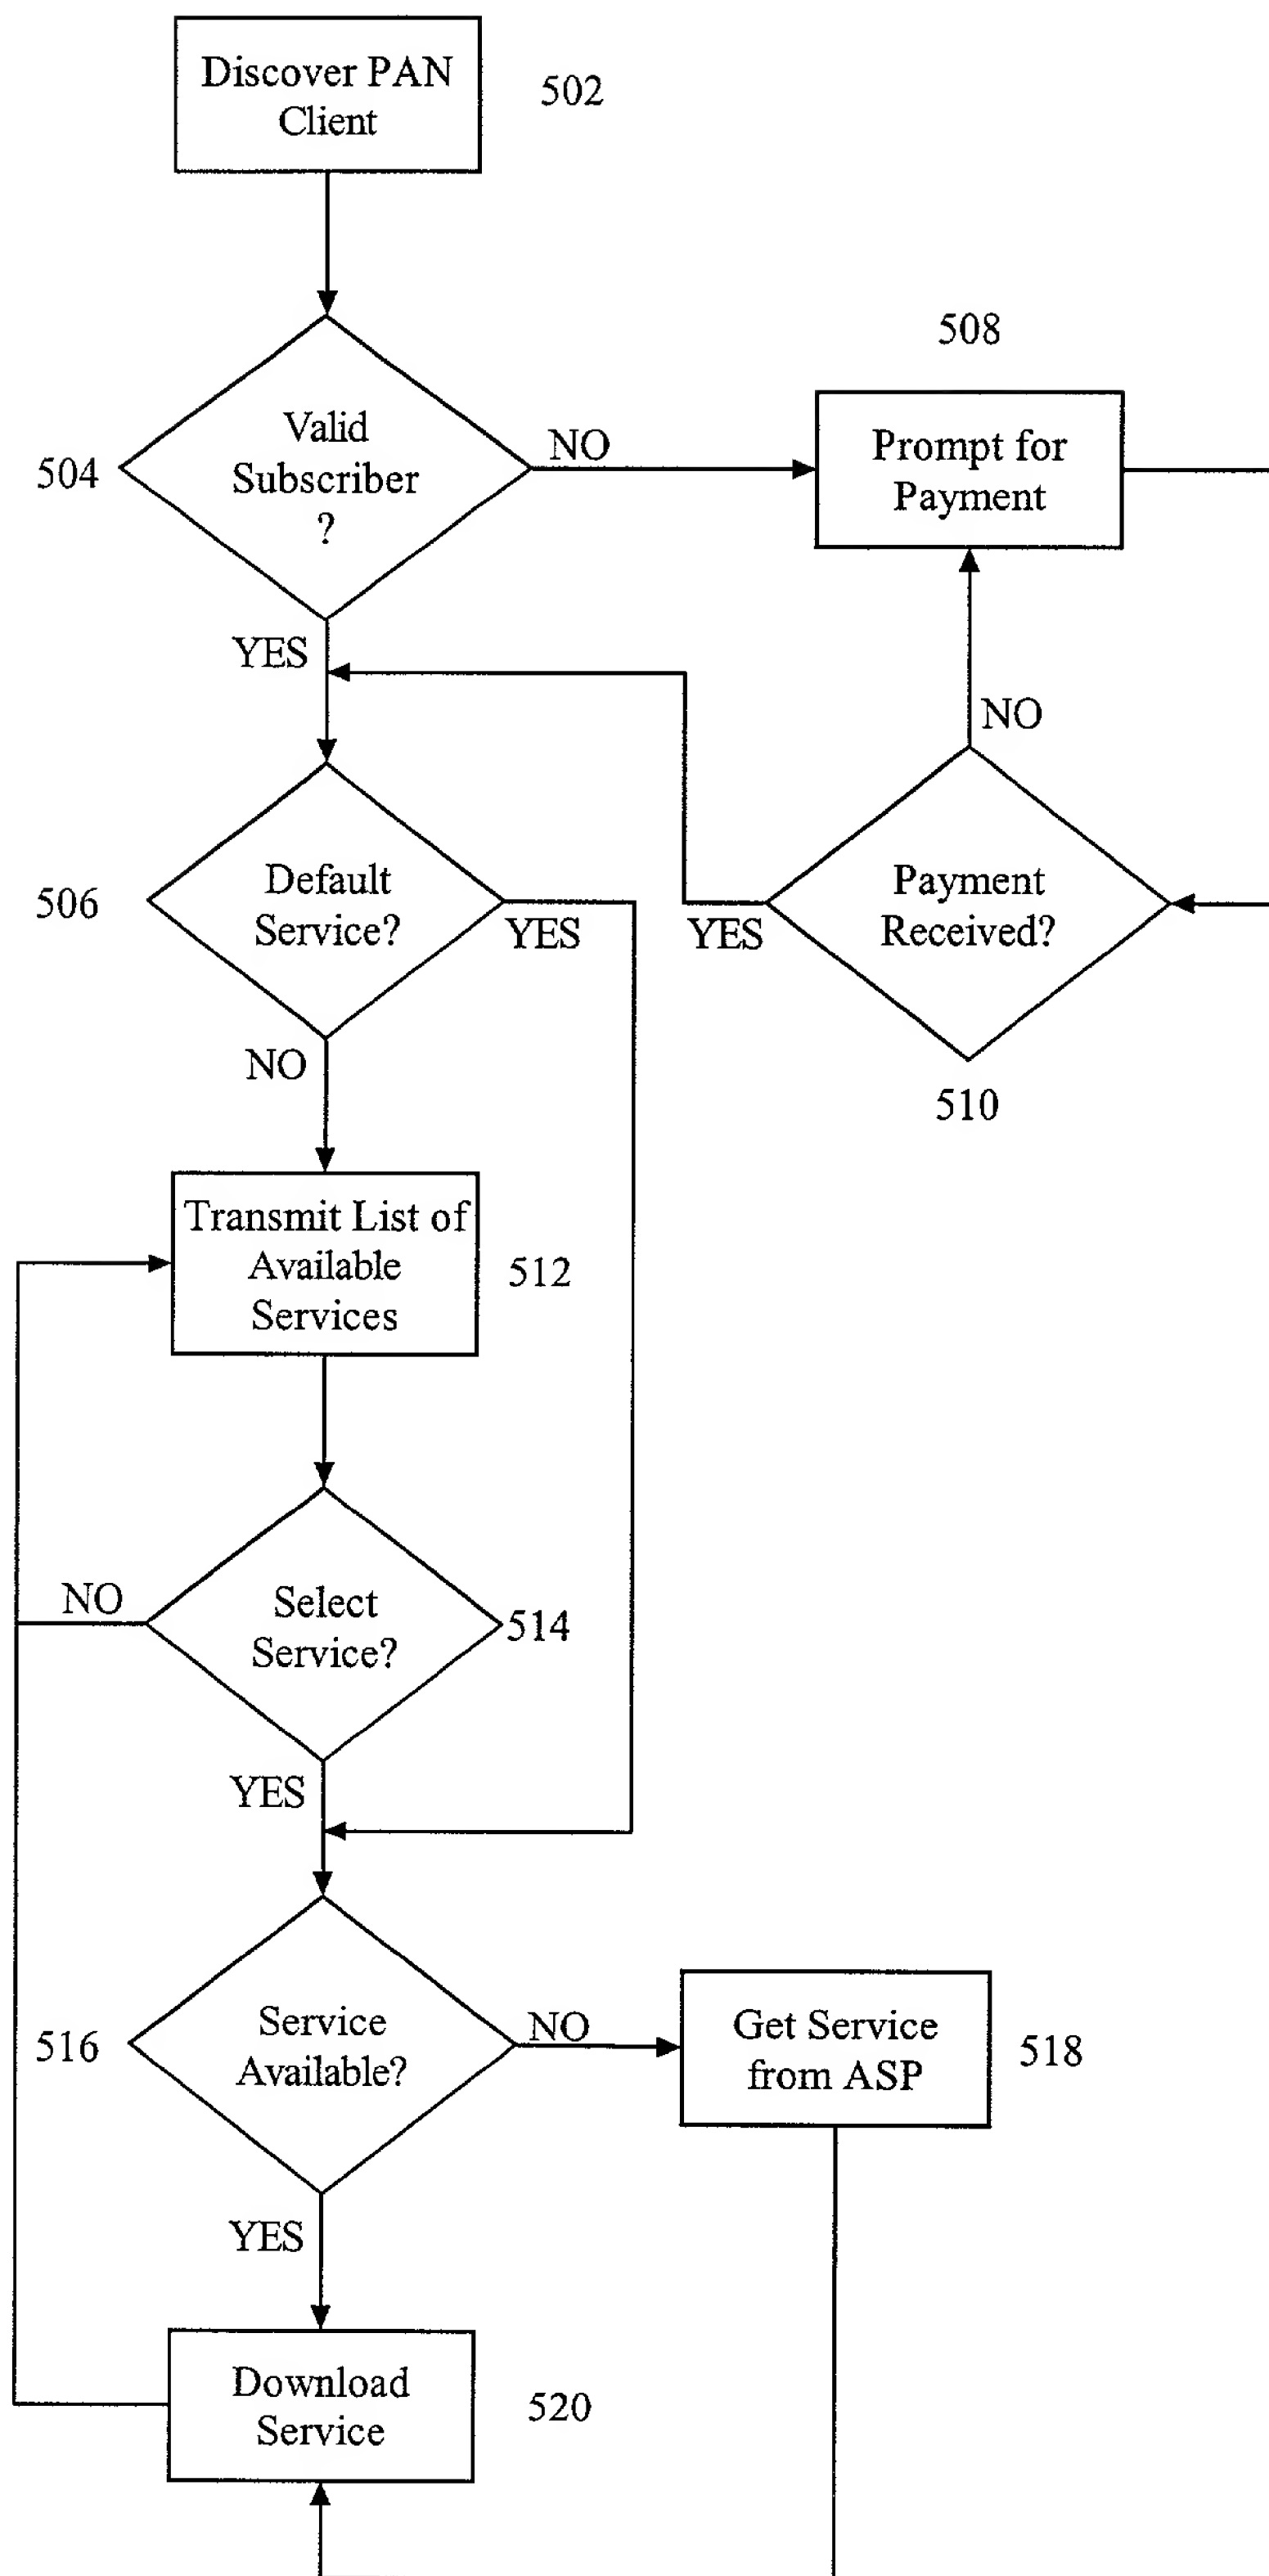 Discover PAN
Client
502
508
Valid
Subscriber
?
504
NO
Prompt for
Payment
YES
NO
Default
Service?
506
YES
YES
Payment
Received?
NO
510
Transmit List of
Available
Services
512
NO
Select
Service?
514
YES
516
Service
Available?
NO
Get Service
from ASP
518
YES
Download
Service
520